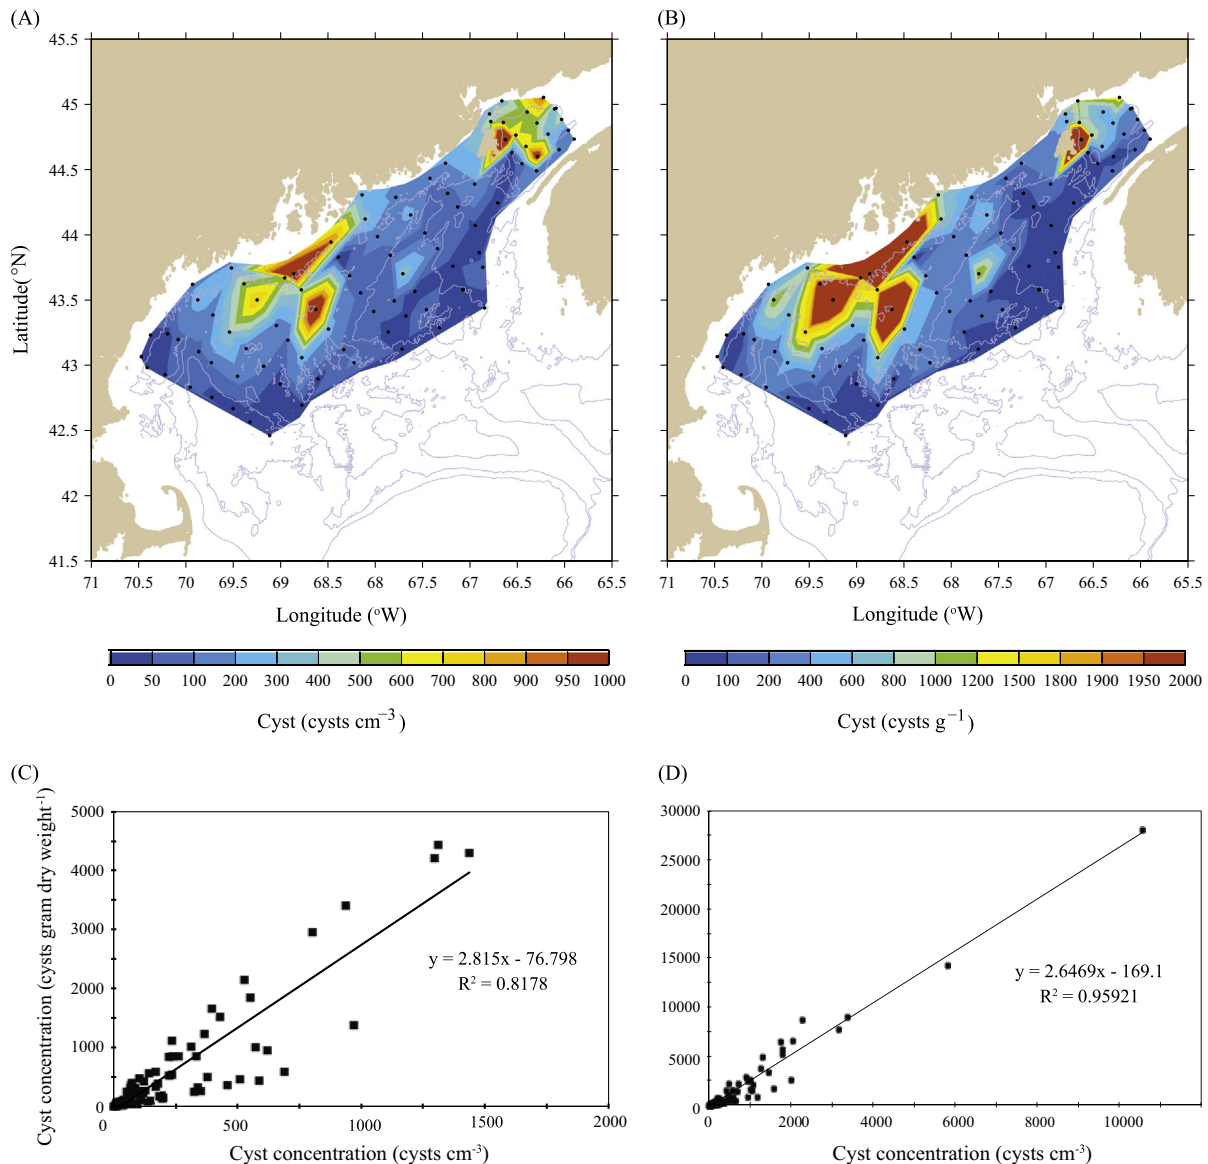 (A)
(B)
45.5
45
44.5
44
43.5
43
42.5
42
41.5
Latitude(°N)
71 70.5 70 69.5 69 68.5 68 67.5 67 66.5 66 65.5
71 70.5 70 69.5 69 68.5 68 67.5 67 66.5 66 65.5
Longitude (°W)
Longitude (°W)
0 50 100 200 300 400 500 600 800 900 950 1000
0 100 200 400 600 800 1000 1200 1500 1800 1900 1950 2000
Cyst (cysts cm⁻³)
Cyst (cysts g⁻¹)
(C)
(D)
Cyst concentration (cysts gram dry weight⁻¹)
5000
4000
3000
2000
1000
0
y = 2.815x - 76.798
R² = 0.8178
0 500 1000 1500 2000
Cyst concentration (cysts cm⁻³)
30000
25000
20000
15000
10000
5000
0
y = 2.6469x - 169.1
R² = 0.95921
0 2000 4000 6000 8000 10000
Cyst concentration (cysts cm⁻³)